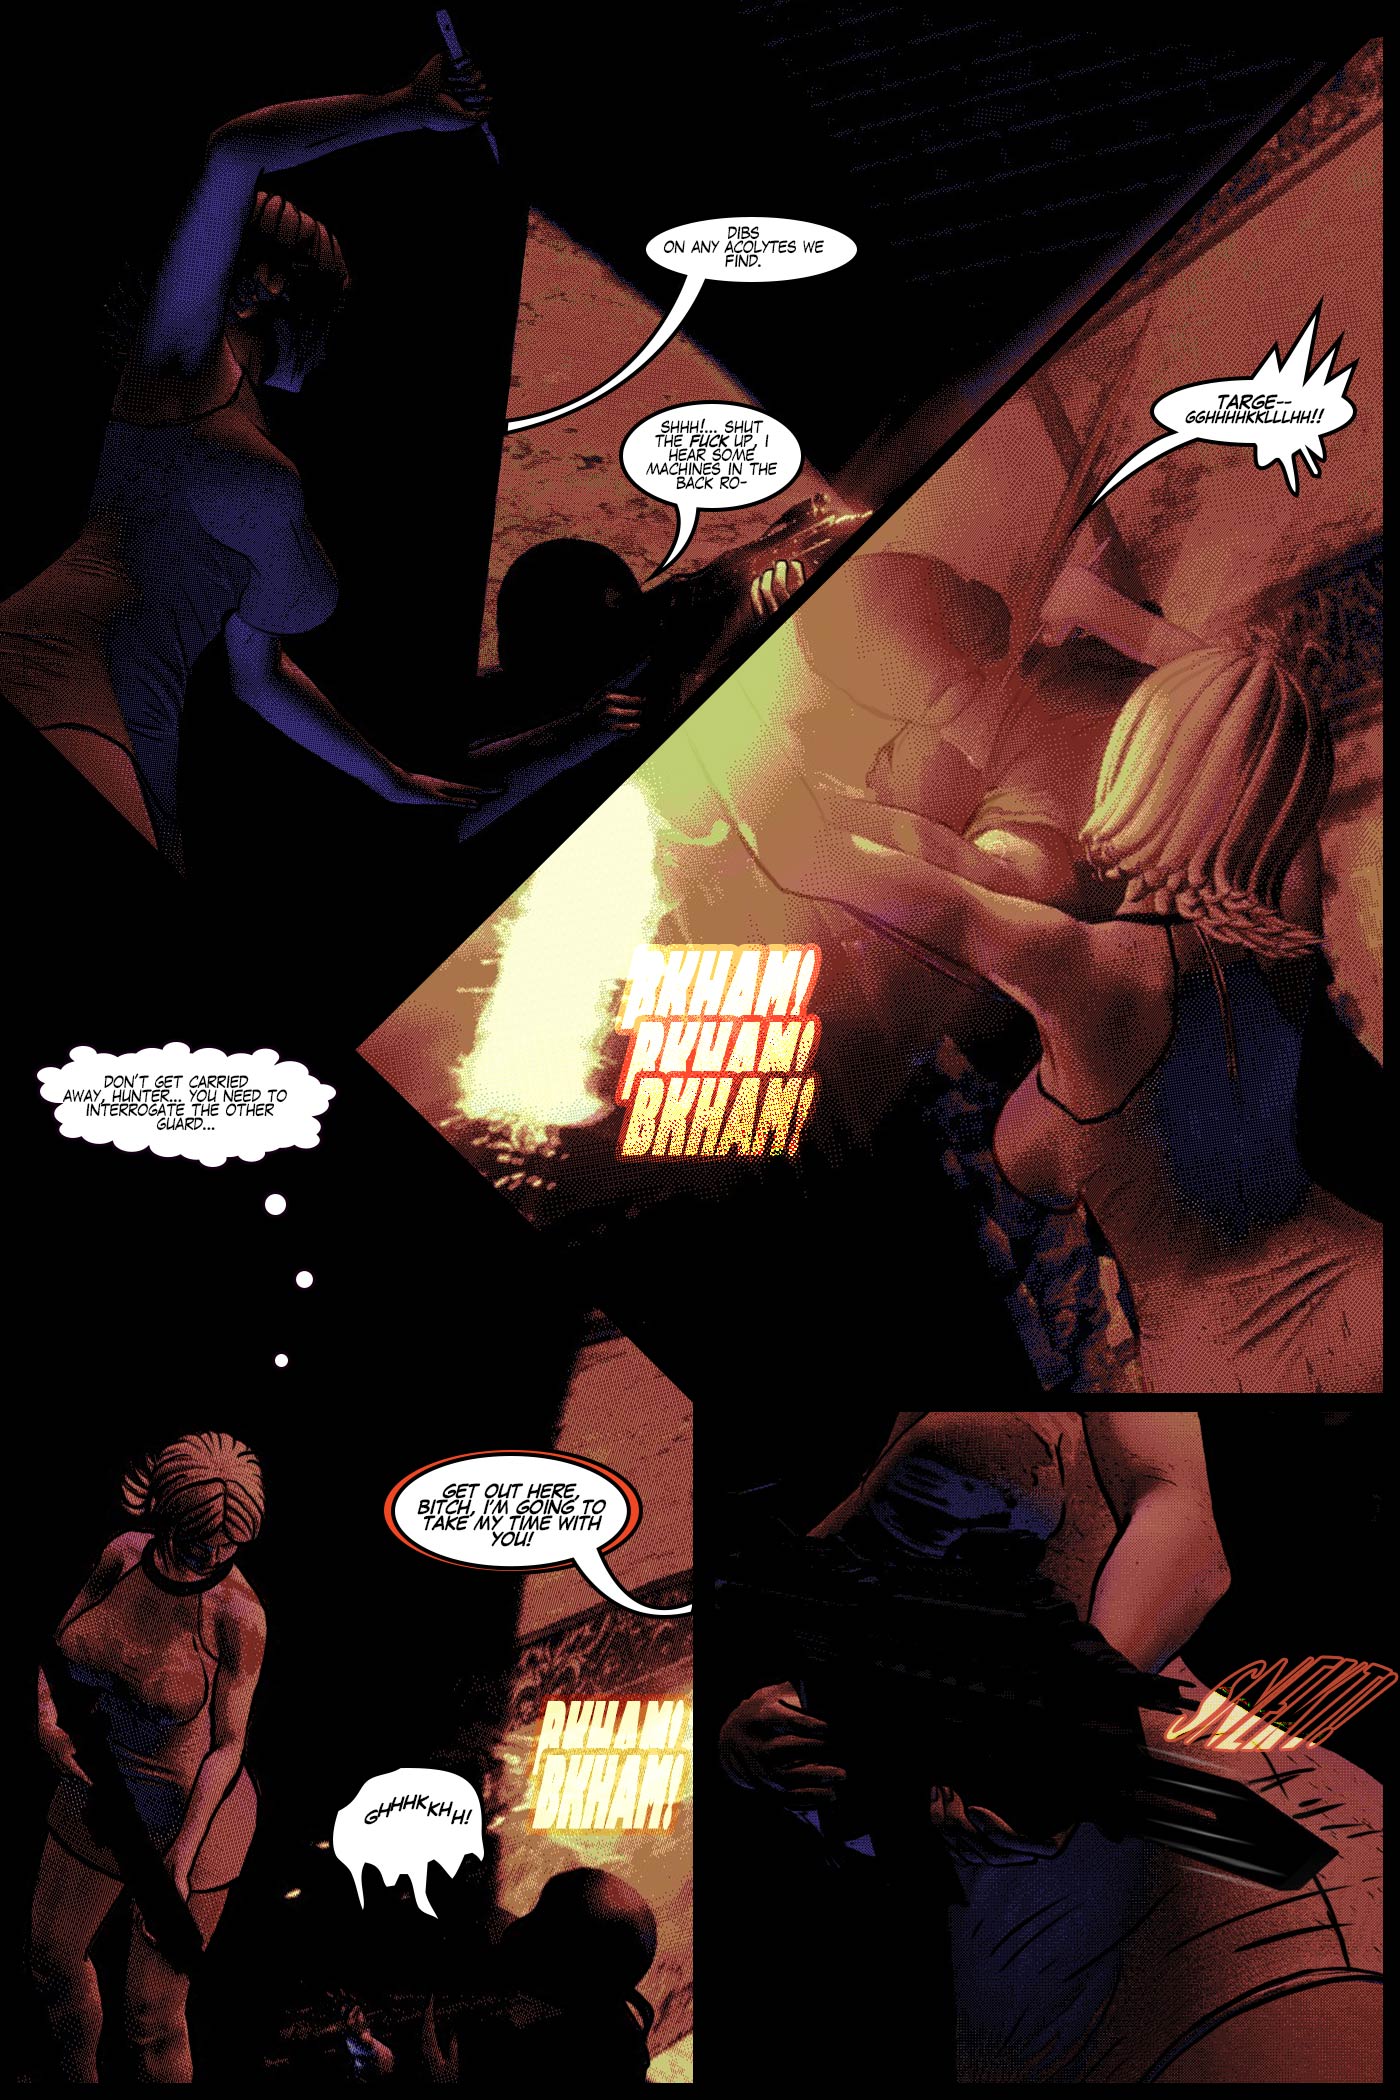 DIBS
ON ANY ACOLYTES WE
FIND.
SHHH!... SHUT
THE FUCK UP, I
HEAR SOME
MACHINES IN THE
BACK RO-
TARGE--
GGHHHHKKLLLHH!!
BKHAM!
BKHAM!
BKHAM!
DON'T GET CARRIED
AWAY, HUNTER... YOU NEED TO
INTERROGATE THE OTHER
GUARD...
GET OUT HERE,
BITCH, I'M GOING TO
TAKE MY TIME WITH
YOU!
BKHAM!
BKHAM!
GHHHKKHH!